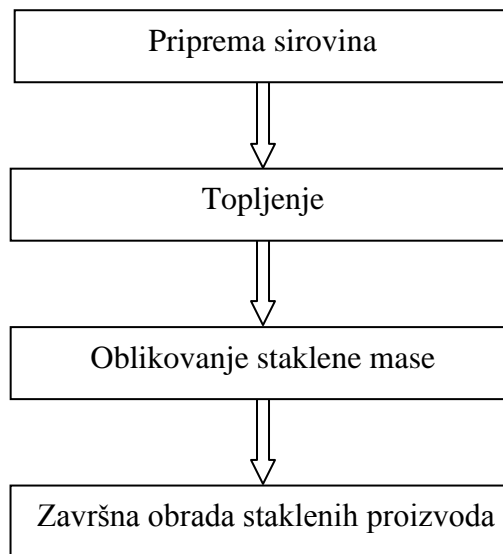 Priprema sirovina
Topljenje
Oblikovanje staklene mase
Završna obrada staklenih proizvoda